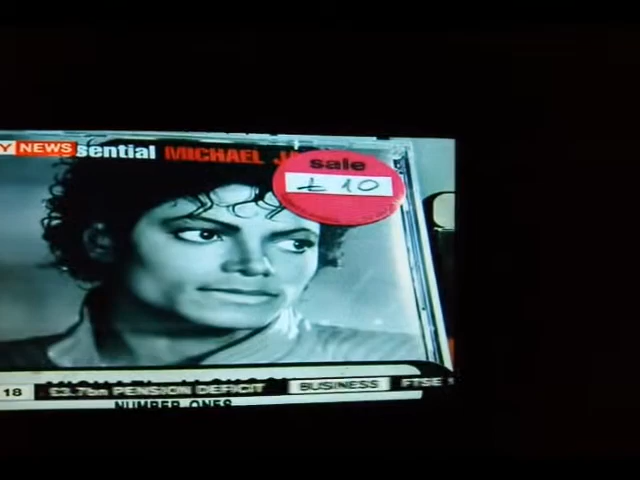 Y NEWS sential MICHAEL J
sale
£10
18 £3.7bn PENSION DEFICIT BUSINESS FTSE
NUMBER ONES